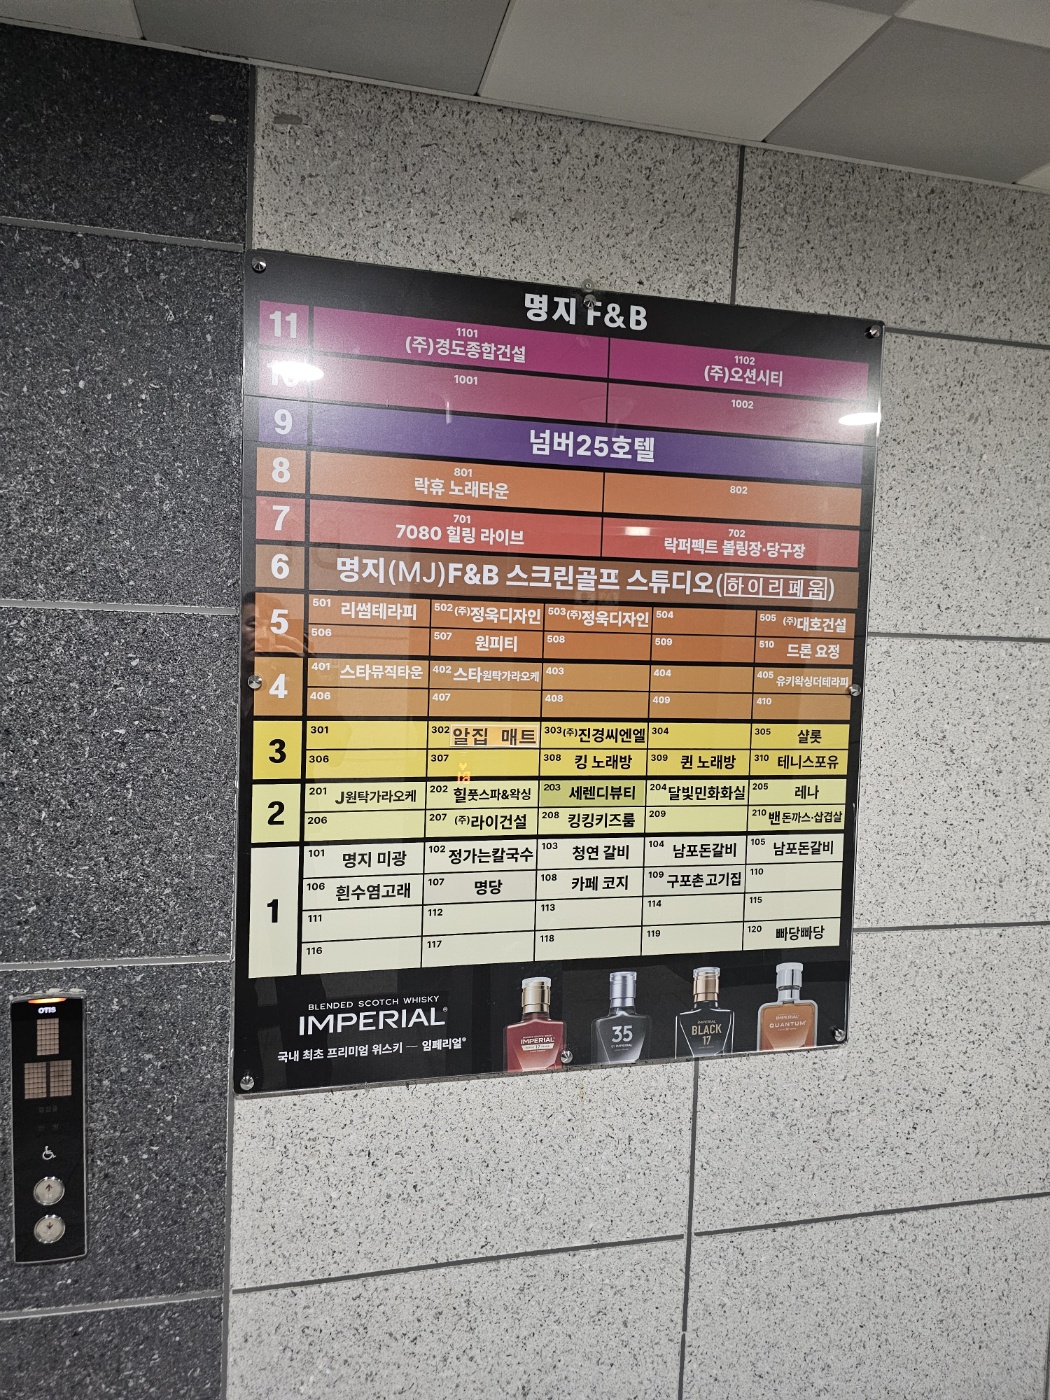 명지 F&B
11
1101
(주)경도종합건설
1102
(주)오션시티
10
1001
1002
9
넘버25호텔
8
801
락휴 노래타운
802
7
701
7080 힐링 라이브
702
락퍼펙트 볼링장·당구장
6
명지(MJ)F&B 스크린골프 스튜디오(하이리페움)
5
501 리썸테라피
502 (주)정욱디자인
503 (주)정욱디자인
504
505 (주)대호건설
506
507 원피티
508
509
510 드론 요정
4
401 스타뮤직타운
402 스타원탁가라오케
403
404
405 유키왁싱더테라피
406
407
408
409
410
3
301
302 알집 매트
303 (주)진경씨엔엘
304
305 샬롯
306
307
308 킹 노래방
309 퀸 노래방
310 테니스포유
2
201 J원탁가라오케
202 힐풋스파&왁싱
203 세렌디뷰티
204 달빛민화화실
205 레나
206
207 (주)라이건설
208 킹킹키즈룸
209
210 밴돈까스·삼겹살
1
101 명지 미광
102 정가는칼국수
103 청연 갈비
104 남포돈갈비
105 남포돈갈비
106 흰수염고래
107 명당
108 카페 코지
109 구포촌고기집
110
111
112
113
114
115
116
117
118
119
120 빠당빠당
BLENDED SCOTCH WHISKY
IMPERIAL®
국내 최초 프리미엄 위스키 — 임페리얼®
IMPERIAL
35
BLACK
17
QUANTUM
OTIS